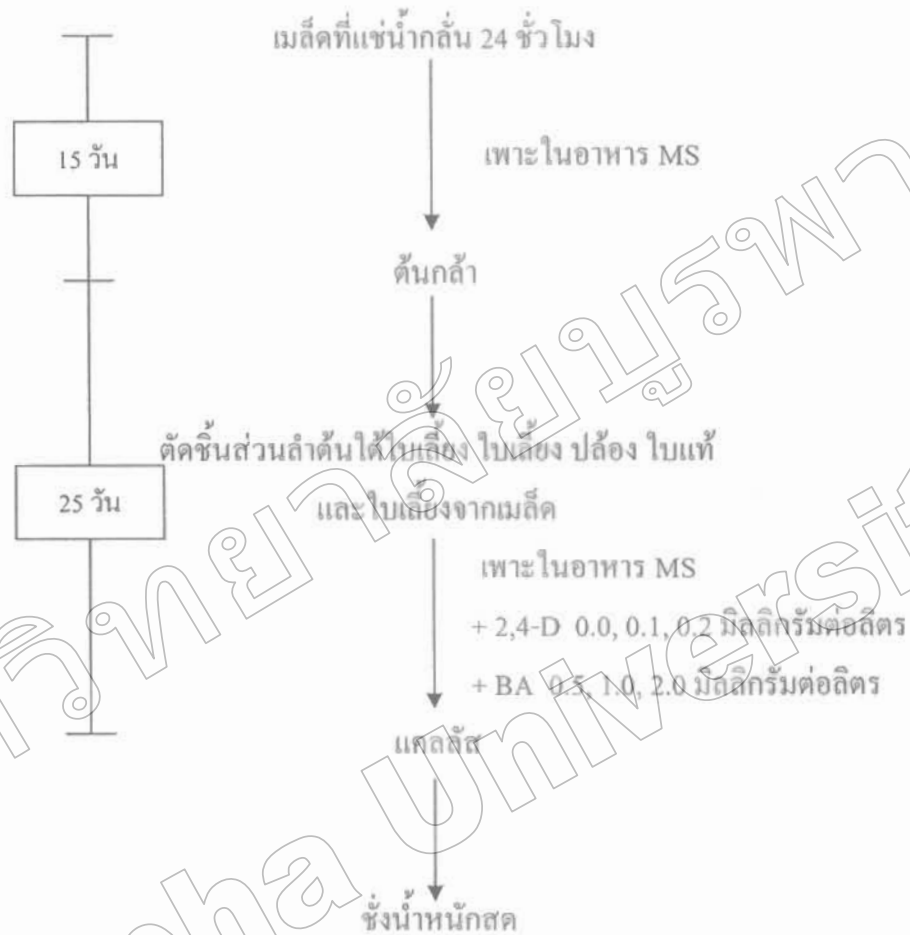 เมล็ดที่แช่น้ำกลั่น 24 ชั่วโมง
15 วัน
เพาะในอาหาร MS
ต้นกล้า
ตัดชิ้นส่วนลำต้นใต้ใบเลี้ยง ใบเลี้ยง ปล้อง ใบแท้
25 วัน
และใบเลี้ยงจากเมล็ด
เพาะในอาหาร MS
+ 2,4-D 0.0, 0.1, 0.2 มิลลิกรัมต่อลิตร
+ BA 0.5, 1.0, 2.0 มิลลิกรัมต่อลิตร
แคลลัส
ชั่งน้ำหนักสด